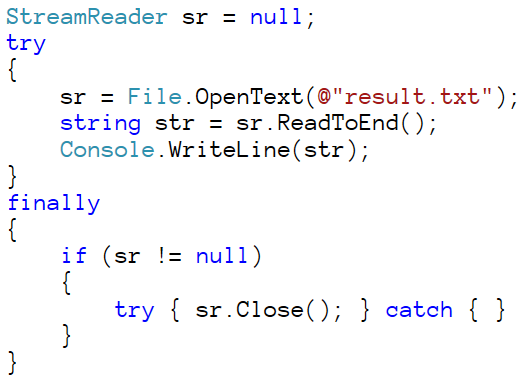 StreamReader sr = null;
try
{
    sr = File.OpenText(@"result.txt");
    string str = sr.ReadToEnd();
    Console.WriteLine(str);
}
finally
{
    if (sr != null)
    {
        try { sr.Close(); } catch { }
    }
}